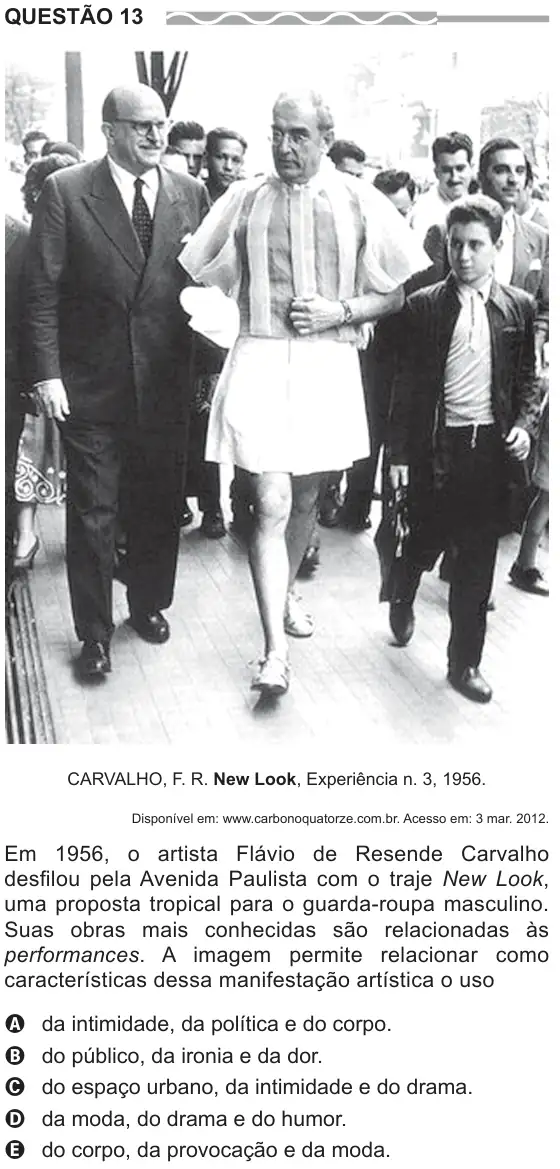 QUESTÃO 13
CARVALHO, F. R. New Look, Experiência n. 3, 1956.
Disponível em: www.carbonoquatorze.com.br. Acesso em: 3 mar. 2012.
Em 1956, o artista Flávio de Resende Carvalho
desfilou pela Avenida Paulista com o traje New Look,
uma proposta tropical para o guarda-roupa masculino.
Suas obras mais conhecidas são relacionadas às
performances. A imagem permite relacionar como
características dessa manifestação artística o uso
A da intimidade, da política e do corpo.
B do público, da ironia e da dor.
C do espaço urbano, da intimidade e do drama.
D da moda, do drama e do humor.
E do corpo, da provocação e da moda.